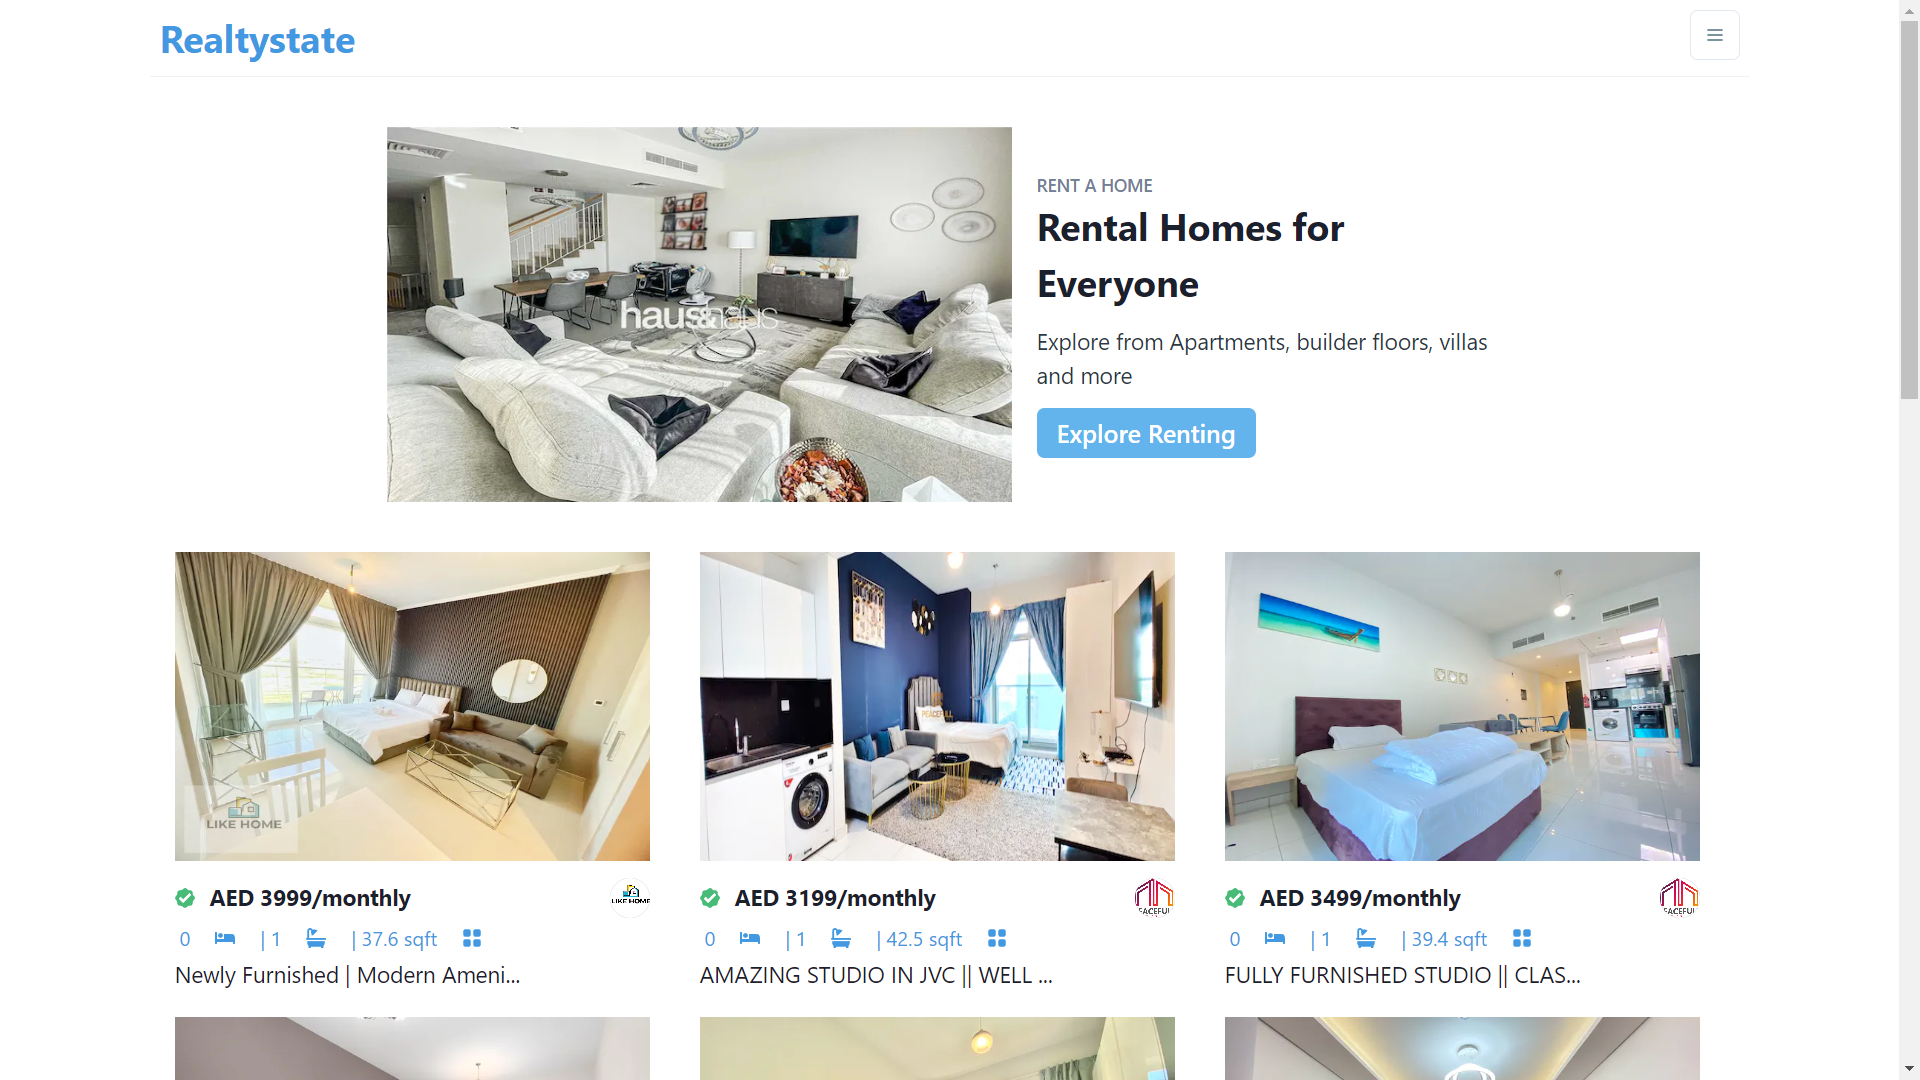 Realtystate
haus&haus
RENT A HOME
Rental Homes for
Everyone
Explore from Apartments, builder floors, villas
and more
Explore Renting
LIKE HOME
PEACEFULL
AED 3999/monthly
LIKE HOME
AED 3199/monthly
AED 3499/monthly
0 | 1 | 37.6 sqft
0 | 1 | 42.5 sqft
0 | 1 | 39.4 sqft
Newly Furnished | Modern Ameni...
AMAZING STUDIO IN JVC || WELL ...
FULLY FURNISHED STUDIO || CLAS...